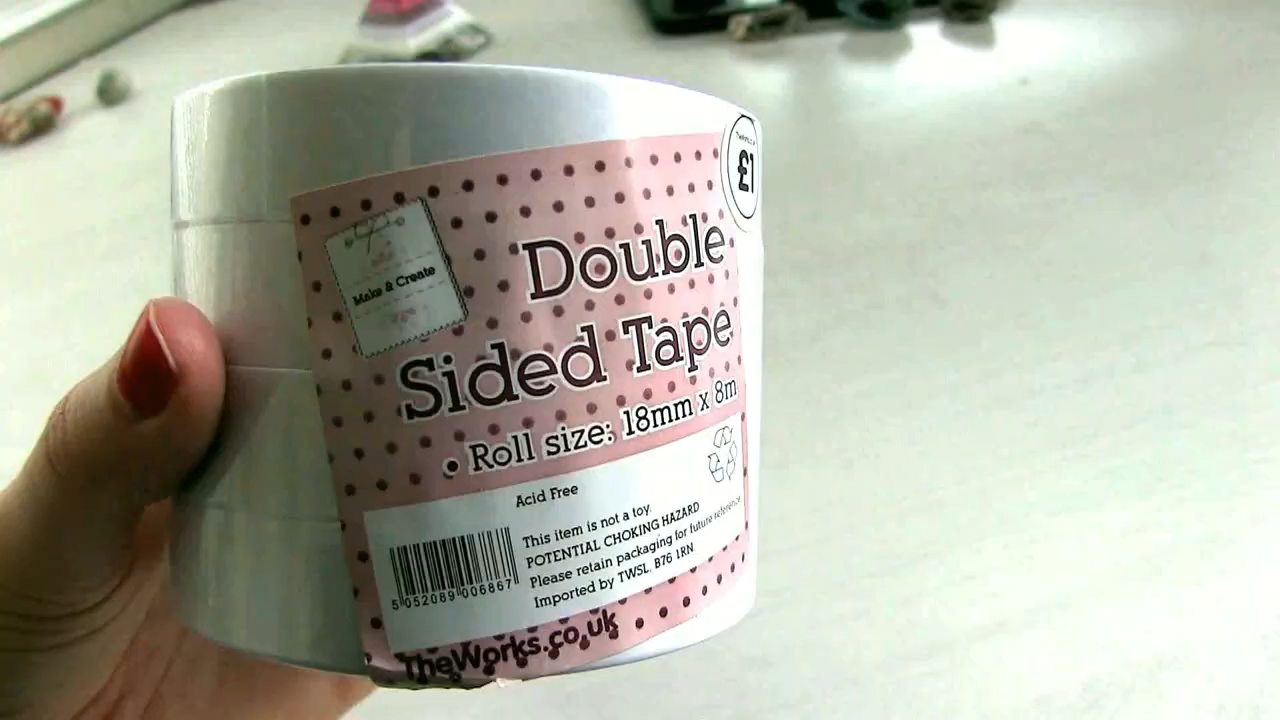 £1
Make & Create
Double
Sided Tape
• Roll size: 18mm x 8m
Acid Free
This item is not a toy.
POTENTIAL CHOKING HAZARD
Please retain packaging for future reference
Imported by TWSL, B76 1RN.
5 052089 006867
TheWorks.co.uk